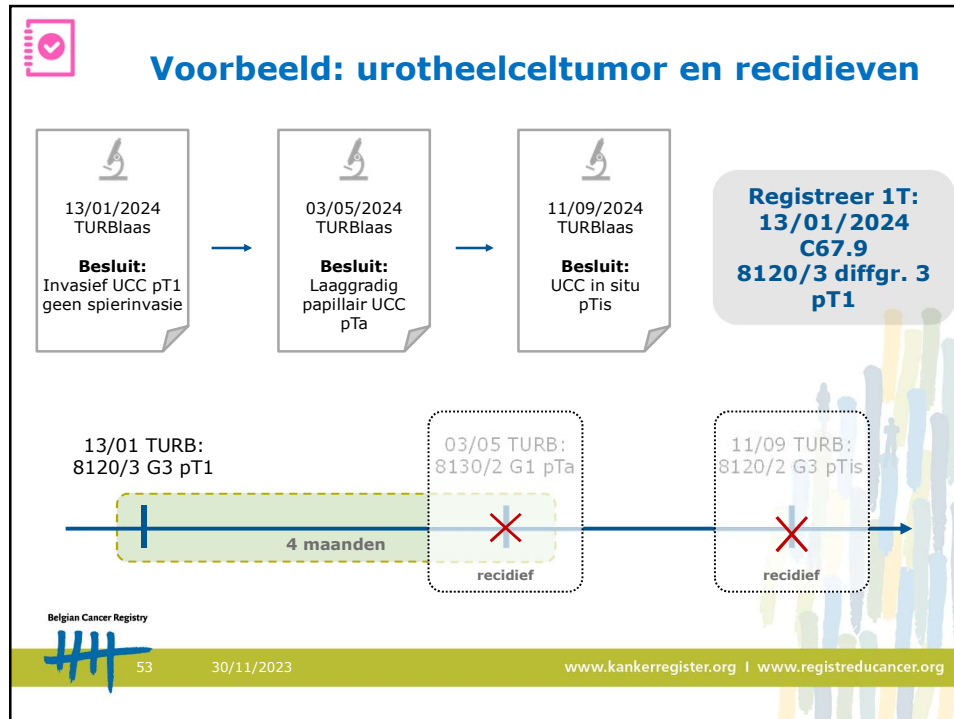 Voorbeeld: urotheelceltumor en recidieven
13/01/2024
TURBlaas
Besluit:
Invasief UCC pT1
geen spierinvasie
03/05/2024
TURBlaas
Besluit:
Laaggradig
papillair UCC
pTa
11/09/2024
TURBlaas
Besluit:
UCC in situ
pTis
Registreer 1T:
13/01/2024
C67.9
8120/3 diffgr. 3
pT1
13/01 TURB:
8120/3 G3 pT1
03/05 TURB:
8130/2 G1 pTa
11/09 TURB:
8120/2 G3 pTis
4 maanden
recidief
recidief
Belgian Cancer Registry
53
30/11/2023
www.kankerregister.org I www.registreducancer.org